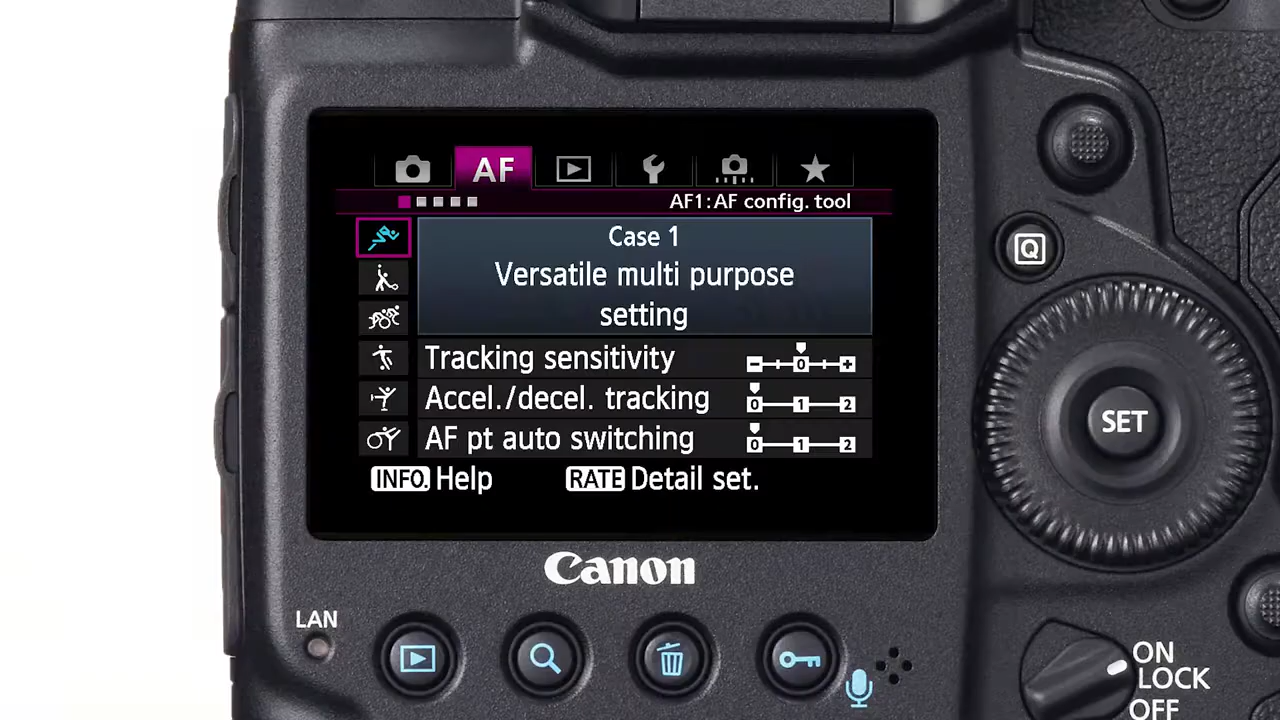 AF
AF1:AF config. tool
Case 1
Versatile multi purpose
setting
Tracking sensitivity
- 0 +
Accel./decel. tracking
0 1 2
AF pt auto switching
0 1 2
INFO. Help
RATE Detail set.
Q
SET
Canon
LAN
ON
LOCK
OFF